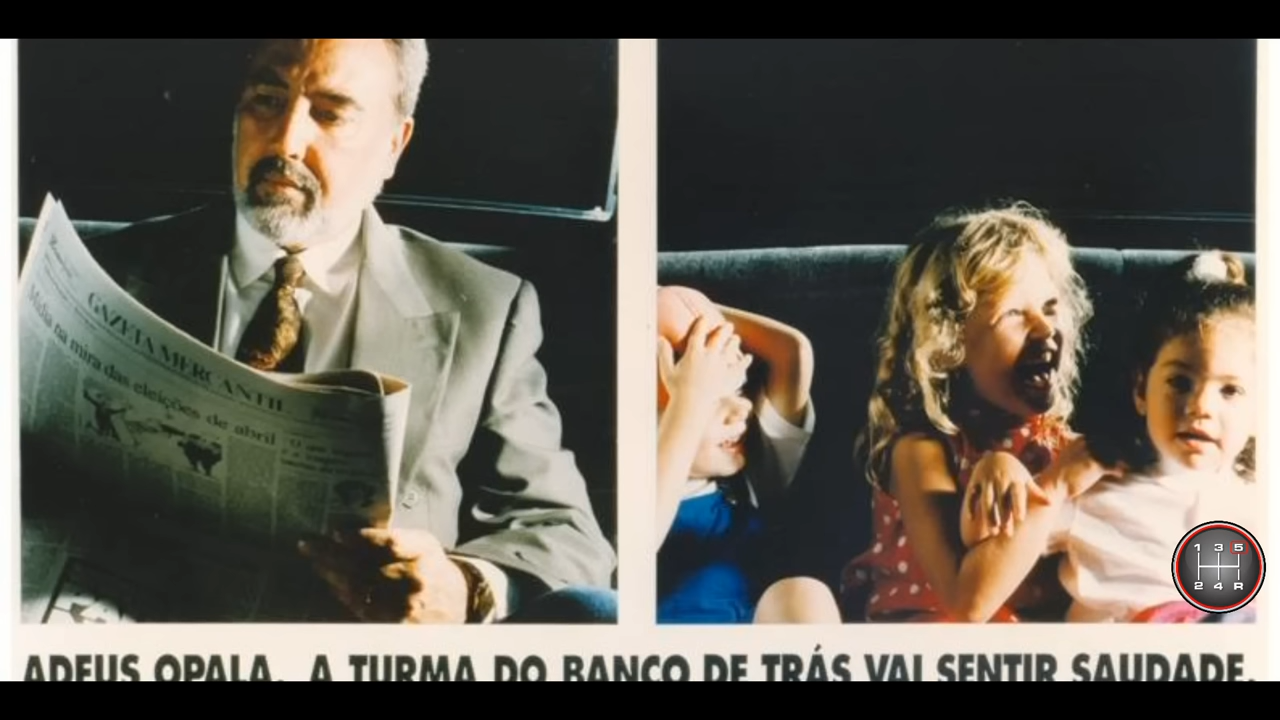 GAZETA MERCANTIL
Mídia na mira das eleições de abril
1 3 5
2 4 R
ADEUS OPALA. A TURMA DO BANCO DE TRÁS VAI SENTIR SAUDADE.